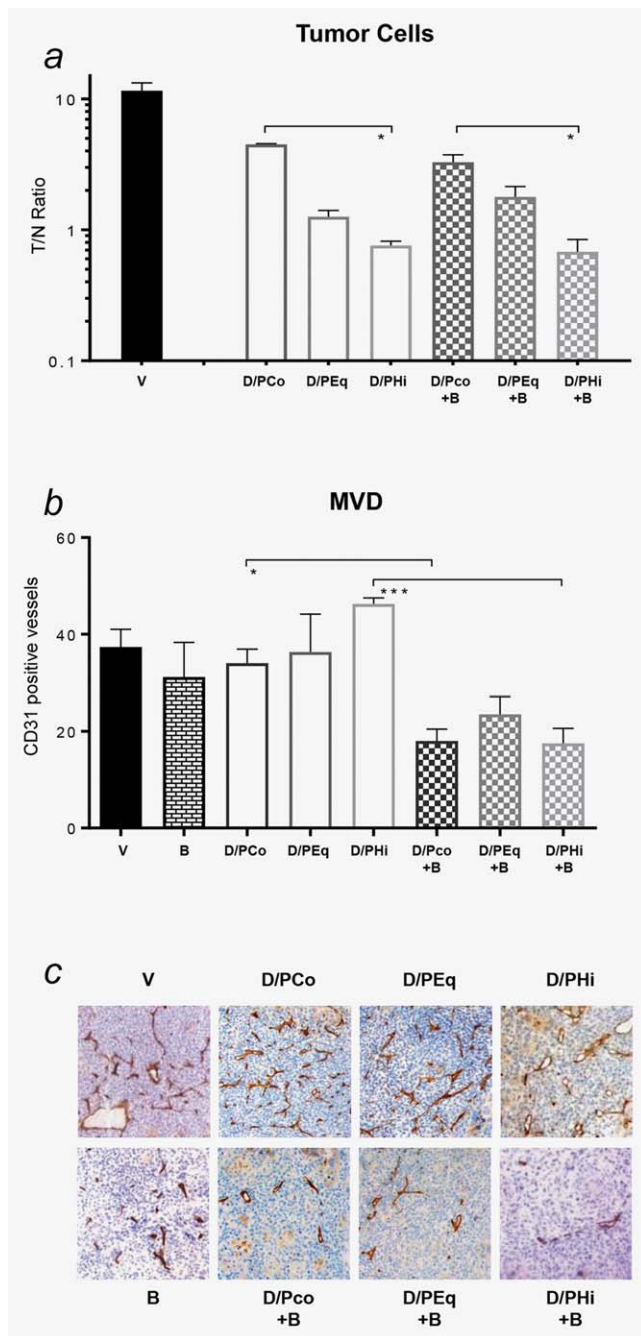 a
Tumor Cells
T/N Ratio
10
1
0.1
*
*
V
D/PCo
D/PEq
D/PHi
D/Pco
+B
D/PEq
+B
D/PHi
+B
b
MVD
CD31 positive vessels
60
40
20
0
*
***
V
B
D/PCo
D/PEq
D/PHi
D/Pco
+B
D/PEq
+B
D/PHi
+B
c
V
D/PCo
D/PEq
D/PHi
B
D/Pco
+B
D/PEq
+B
D/PHi
+B